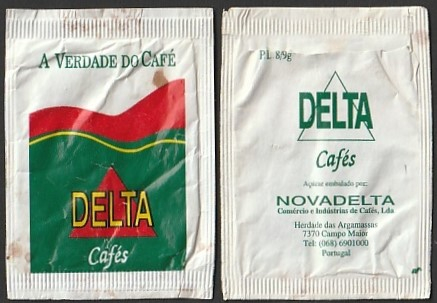 A VERDADE DO CAFÉ
DELTA
Cafés
P.L. 8/9g
DELTA
Cafés
Açúcar embalado por:
NOVADELTA
Comércio e Indústrias de Cafés, Lda
Herdade das Argamassas
7370 Campo Maior
Tel: (068) 6901000
Portugal